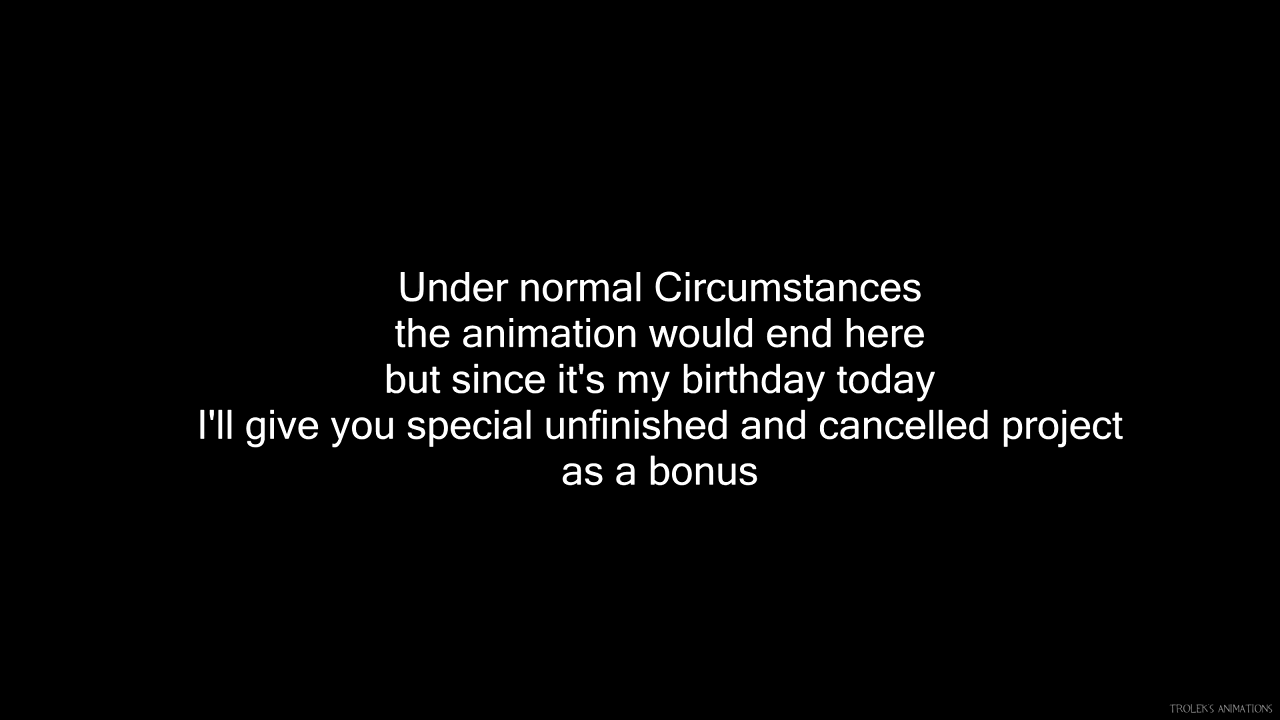 Under normal Circumstances
the animation would end here
but since it's my birthday today
I'll give you special unfinished and cancelled project
as a bonus
TROLEK'S ANIMATIONS